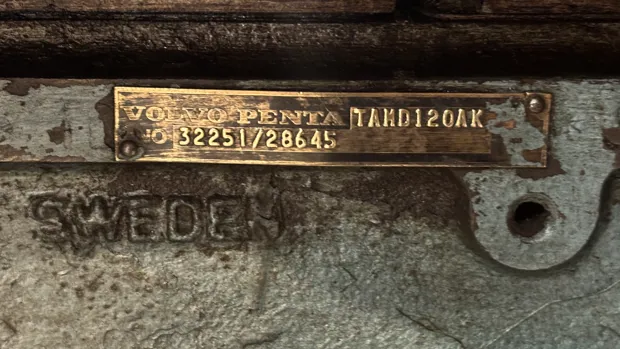 VOLVO PENTA TAMD120AK
NO 32251/28645
SWEDEN